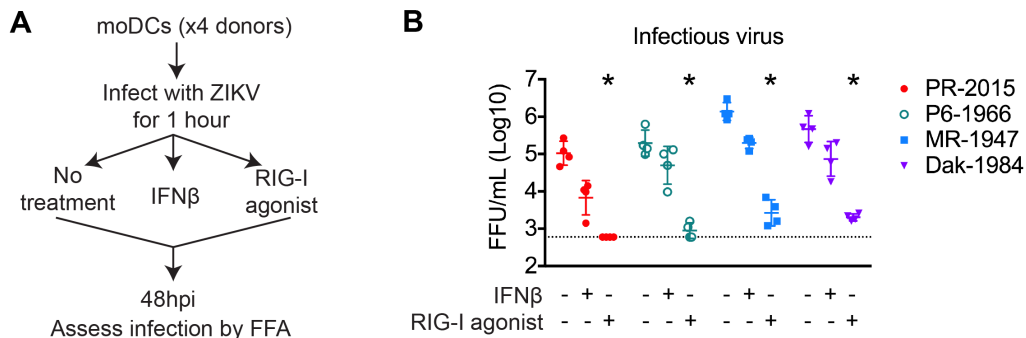 A
moDCs (x4 donors)
Infect with ZIKV
for 1 hour
No
treatment
IFNβ
RIG-I
agonist
48hpi
Assess infection by FFA
B
Infectious virus
FFU/mL (Log10)
7
6
5
4
3
2
* * * *
IFNβ - + - - + - - + - - + -
RIG-I agonist - - + - - + - - + - - +
PR-2015
P6-1966
MR-1947
Dak-1984